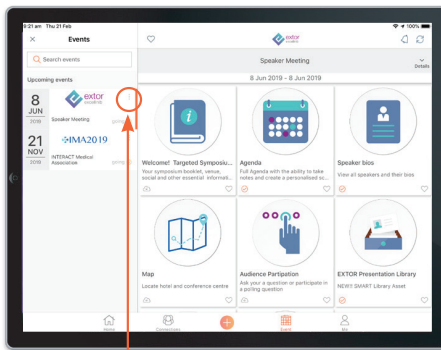 9:21 am Thu 21 Feb
100%
× Events
extor
Search events
Speaker Meeting
Details
8 Jun 2019 - 8 Jun 2019
Upcoming events
8
JUN
2019
extor
Speaker Meeting
going
21
NOV
2019
IMA2019
INTERACT Medical
Association
going
Welcome! Targeted Symposiu...
Your symposium booklet, venue,
social and other essential informati...
Agenda
Full Agenda with the ability to take
notes and create a personalised sc...
Speaker bios
View all speakers and their bios
Map
Locate hotel and conference centre
Audience Partipation
Ask your a question or participate in
a polling question
EXTOR Presentation Library
NEW!!! SMART Library Asset
Home
Connections
Event
Me